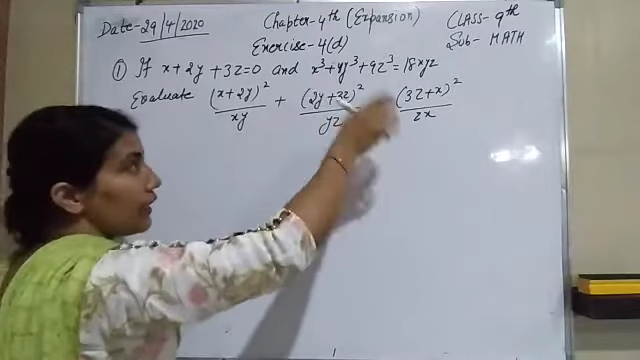 Date-29/4/2020
Chapter-4th (Expansion)
CLASS-9th
Exercise-4(d)
Sub- MATH
① If x+2y+3z=0 and x³+4y³+9z³=18xyz
Evaluate (x+2y)²/xy + (2y+3z)²/yz (3z+x)²/zx